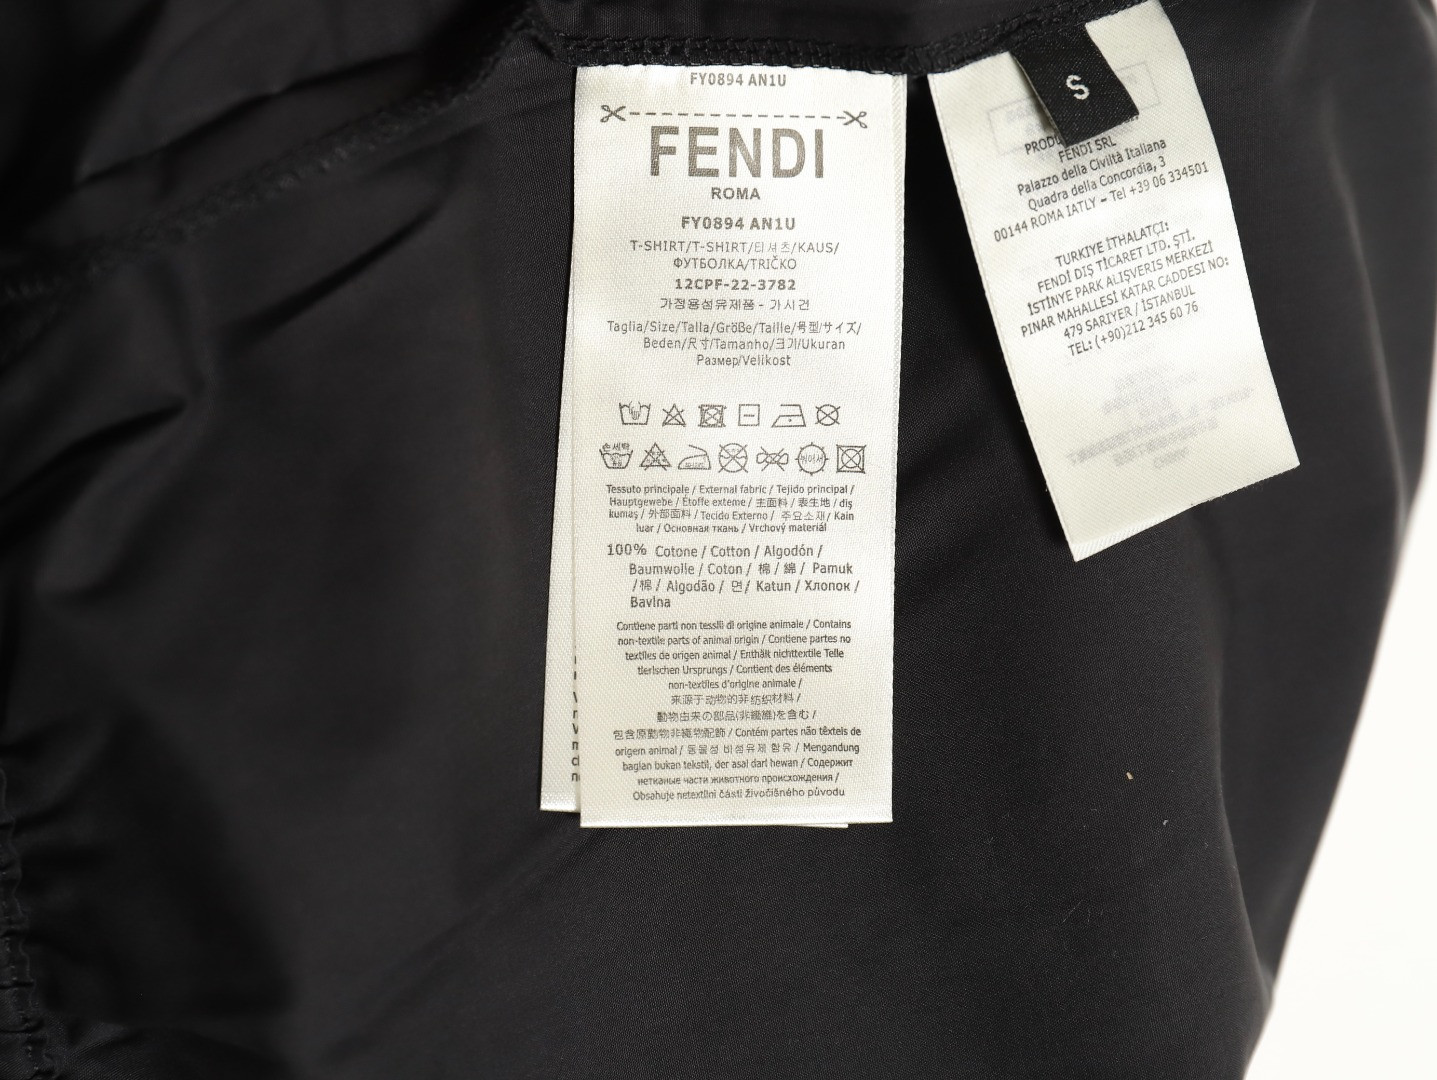 FY0894 AN1U
FENDI
ROMA
FY0894 AN1U
T-SHIRT/T-SHIRT/티셔츠/KAUS/
ФУТБОЛКА/TRIČKO
12CPF-22-3782
가정용섬유제품 - 가시건
Taglia/Size/Talla/Größe/Taille/号型/サイズ/
Beden/尺寸/Tamanho/크기/Ukuran
Размер/Velikost
손세탁
Tessuto principale / External fabric / Tejido principal /
Hauptgewebe / Étoffe exteme / 主面料 / 表生地 / diş
kumaş / 外部面料 / Tecido Externo / 주요소재 / Kain
luar / Основная ткань / Vrchový materiál
100% Cotone / Cotton / Algodón /
Baumwolle / Coton / 棉 / 綿 / Pamuk
/ 棉 / Algodão / 면/ Katun / Хлопок /
Bavlna
Contiene parti non tessili di origine animale / Contains
non-textile parts of animal origin / Contiene partes no
textiles de origen animal / Enthält nichttextile Telle
tierlschen Ursprungs / Contient des éléments
non-textiles d'origine animale /
来源于动物的非纺织材料 /
動物由来の部品(非繊維)を含む /
包含原動物非織物配飾 / Contém partes não têxteis de
origem animal / 동물성 비섬유제 함유 / Mengandung
bagian bukan tekstil, der asal darl hewan / Содержит
нетканые части животного происхождения /
Obsahuje netextilní části živočišného původu
S
FENDI SRL
Palazzo della Civiltà Italiana
Quadra della Concordia, 3
00144 ROMA IATLY – Tel +39 06 334501
TURKIYE İTHALATÇI:
FENDİ DIŞ TİCARET LTD. ŞTİ.
İSTİNYE PARK ALIŞVERIS MERKEZİ
PINAR MAHALLESİ KATAR CADDESİ NO:
479 SARIYER / İSTANBUL
TEL: (+90)212 345 60 76